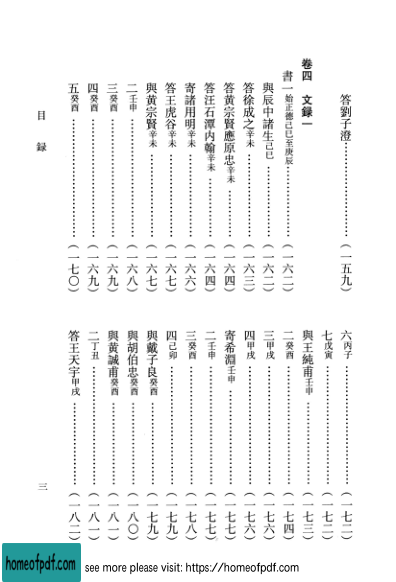 答劉子澄……（一五九）
卷四　文錄一
書一始正德己巳至庚辰……（一六二）
與辰中諸生己巳……（一六二）
答徐成之辛未……（一六三）
答黃宗賢應原忠辛未……（一六四）
答汪石潭内翰辛未……（一六四）
寄諸用明辛未……（一六六）
答王虎谷辛未……（一六七）
與黃宗賢辛未……（一六七）
二壬申……（一六八）
三癸酉……（一六九）
四癸酉……（一六九）
五癸酉……（一七〇）
六丙子……（一七二）
七戊寅……（一七二）
與王純甫壬申……（一七三）
二癸酉……（一七四）
三甲戌……（一七六）
四甲戌……（一七六）
寄希淵壬申……（一七七）
二壬申……（一七七）
三癸酉……（一七八）
四己卯……（一七九）
與戴子良癸酉……（一七九）
與胡伯忠癸酉……（一八〇）
與黃誠甫癸酉……（一八一）
二丁丑……（一八一）
答王天宇甲戌……（一八二）
目錄
三
homeofpdf.com
see more please visit: https://homeofpdf.com